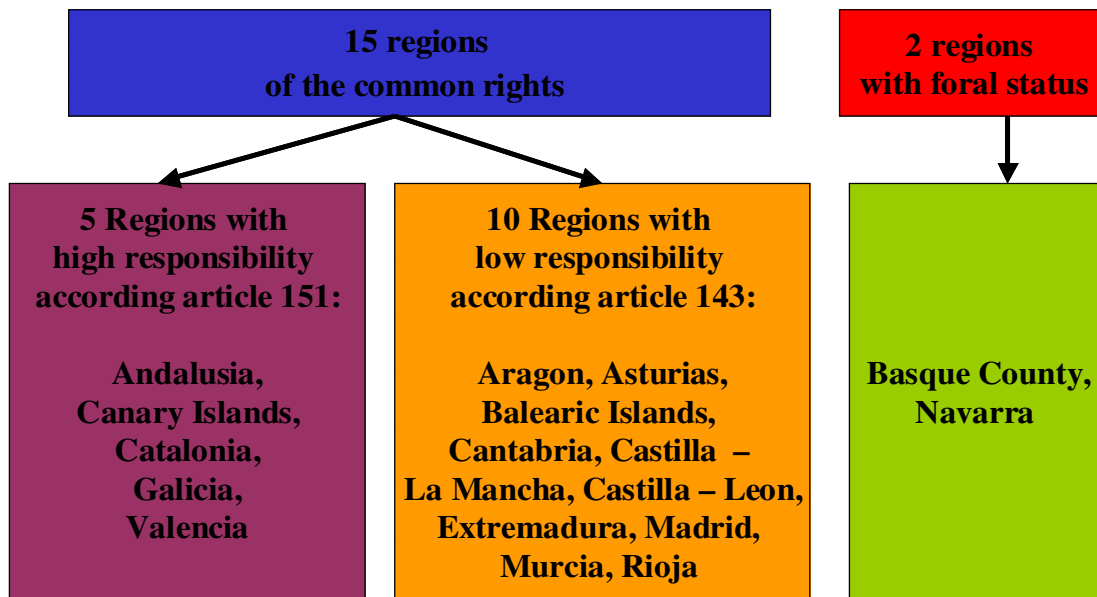 15 regions
of the common rights
2 regions
with foral status
5 Regions with
high responsibility
according article 151:
Andalusia,
Canary Islands,
Catalonia,
Galicia,
Valencia
10 Regions with
low responsibility
according article 143:
Aragon, Asturias,
Balearic Islands,
Cantabria, Castilla –
La Mancha, Castilla – Leon,
Extremadura, Madrid,
Murcia, Rioja
Basque County,
Navarra